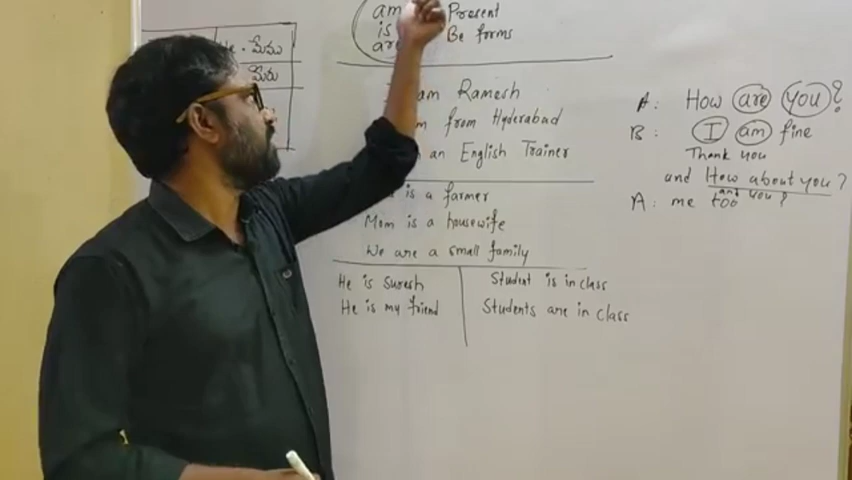 am Present
is Be forms
are
మేము
మీరు
am Ramesh
from Hyderabad
an English Trainer
is a farmer
Mom is a housewife
We are a small family
He is Suresh
He is my friend
Student is in class
Students are in class
A: How are you?
B: I am fine
Thank you
and How about you?
and you?
A: me too